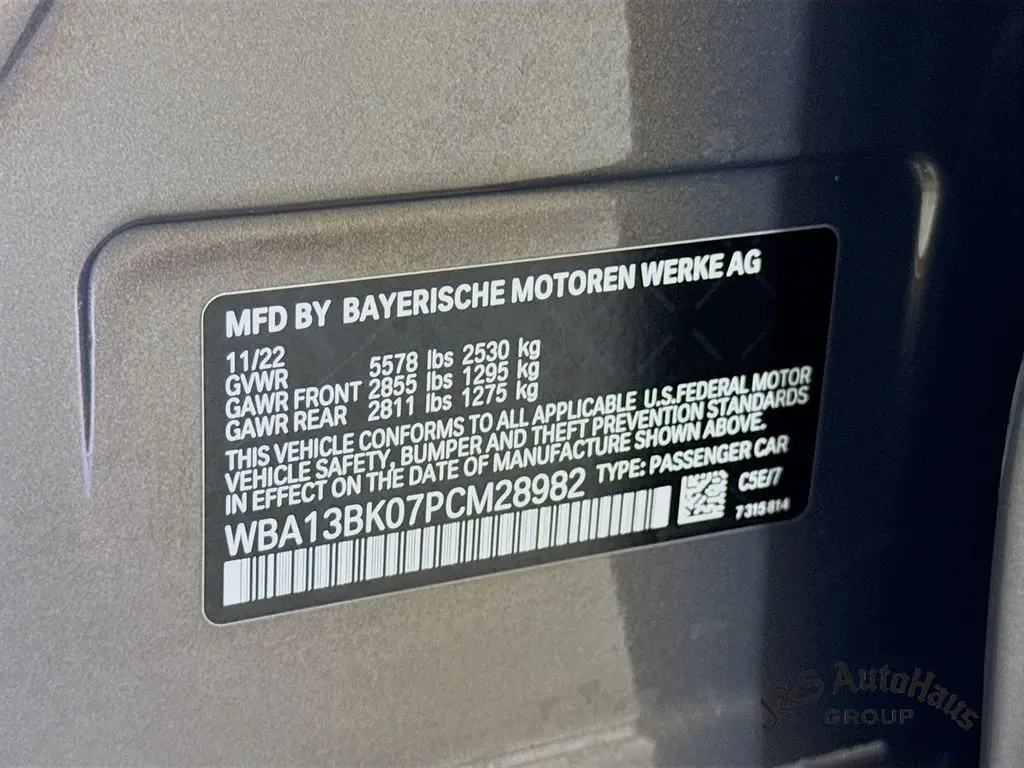 MFD BY BAYERISCHE MOTOREN WERKE AG
11/22
GVWR 5578 lbs 2530 kg
GAWR FRONT 2855 lbs 1295 kg
GAWR REAR 2811 lbs 1275 kg
THIS VEHICLE CONFORMS TO ALL APPLICABLE U.S.FEDERAL MOTOR
VEHICLE SAFETY, BUMPER AND THEFT PREVENTION STANDARDS
IN EFFECT ON THE DATE OF MANUFACTURE SHOWN ABOVE.
WBA13BK07PCM28982 TYPE: PASSENGER CAR
C5E/7
7315814
J&S AutoHaus
GROUP